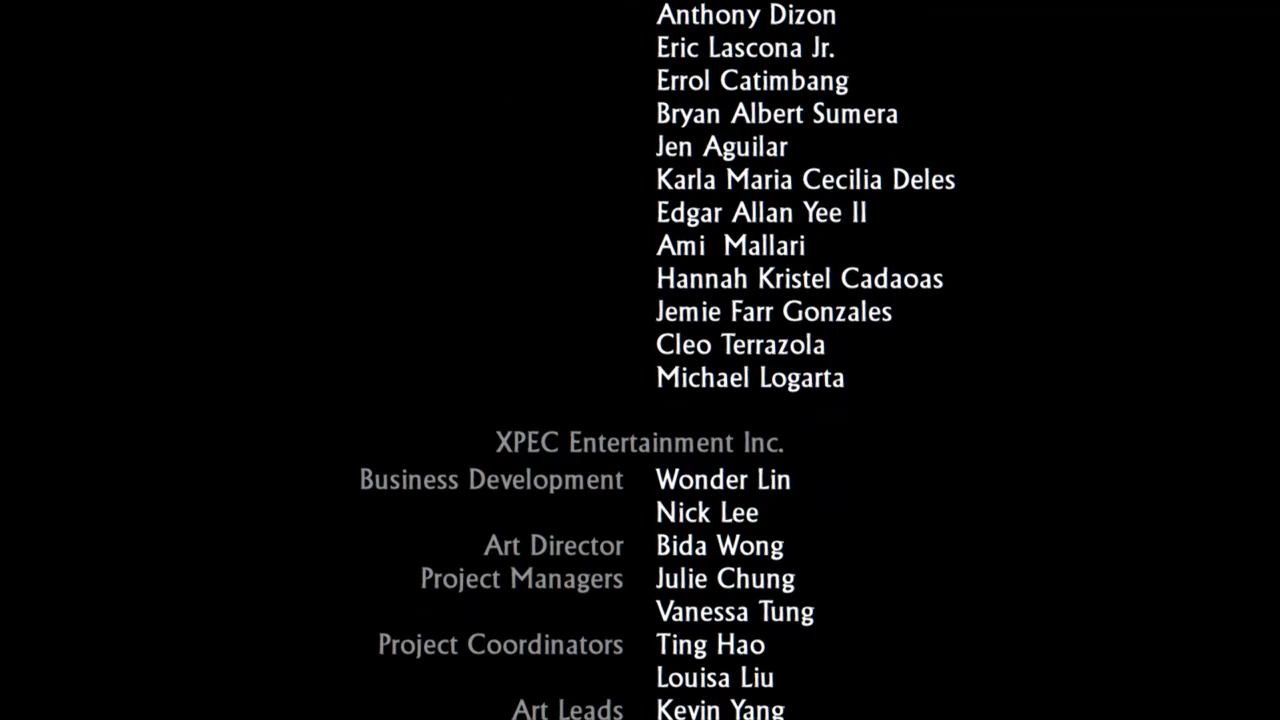 Anthony Dizon
Eric Lascona Jr.
Errol Catimbang
Bryan Albert Sumera
Jen Aguilar
Karla Maria Cecilia Deles
Edgar Allan Yee II
Ami  Mallari
Hannah Kristel Cadaoas
Jemie Farr Gonzales
Cleo Terrazola
Michael Logarta
XPEC Entertainment Inc.
Business Development Wonder Lin
Nick Lee
Art Director Bida Wong
Project Managers Julie Chung
Vanessa Tung
Project Coordinators Ting Hao
Louisa Liu
Art Leads Kevin Yang